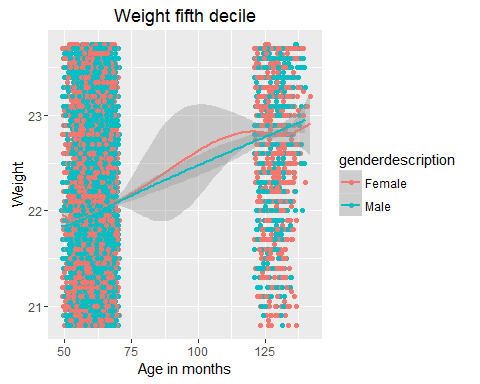 Weight fifth decile
Weight
23
22
21
50 75 100 125
Age in months
genderdescription
Female
Male